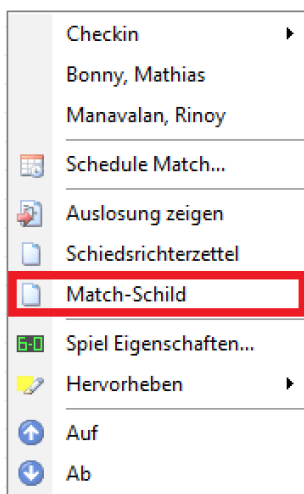 Checkin
Bonny, Mathias
Manavalan, Rinoy
Schedule Match...
Auslosung zeigen
Schiedsrichterzettel
Match-Schild
6-0 Spiel Eigenschaften...
Hervorheben
Auf
Ab